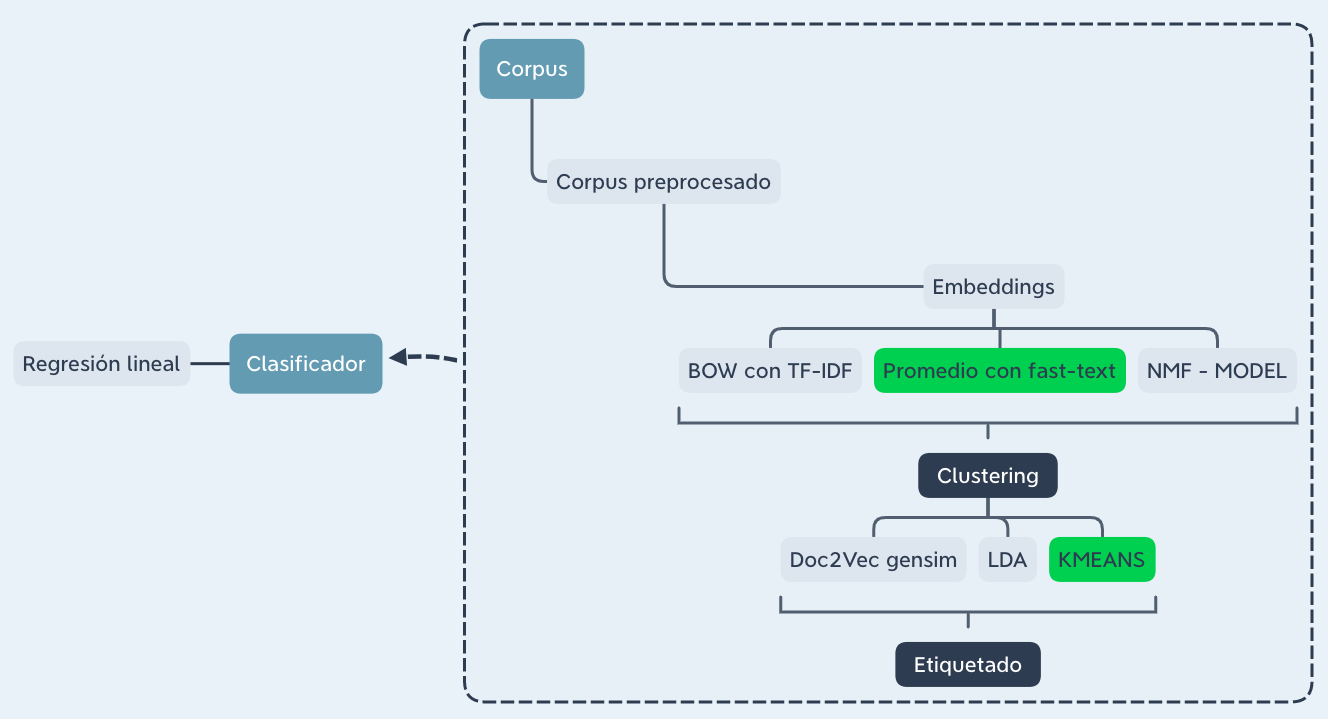 Corpus
Corpus preprocesado
Embeddings
BOW con TF-IDF
Promedio con fast-text
NMF - MODEL
Regresión lineal
Clasificador
Clustering
Doc2Vec gensim
LDA
KMEANS
Etiquetado